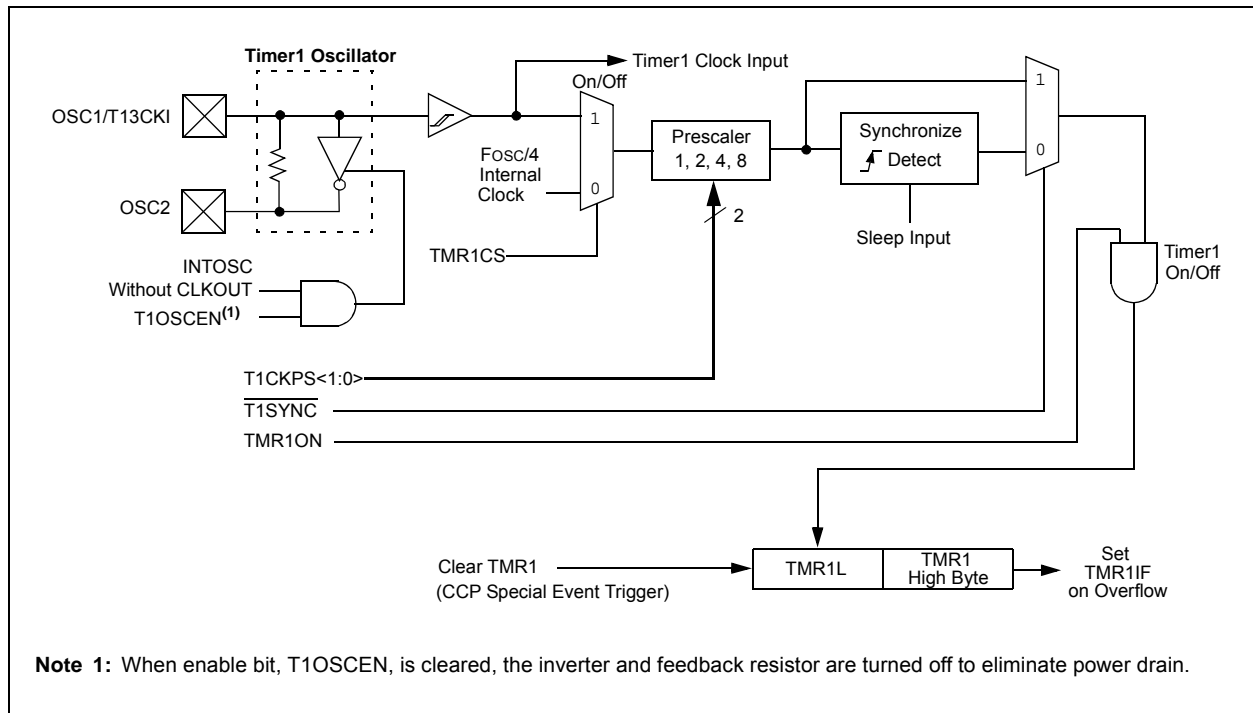 Timer1 Oscillator
Timer1 Clock Input
On/Off
OSC1/T13CKI
1
FOSC/4
Internal
Clock
0
Prescaler
1, 2, 4, 8
2
Synchronize
Detect
Sleep Input
1
0
OSC2
TMR1CS
INTOSC
Without CLKOUT
T1OSCEN(1)
Timer1
On/Off
T1CKPS<1:0>
T1SYNC
TMR1ON
Clear TMR1
(CCP Special Event Trigger)
TMR1L
TMR1
High Byte
Set
TMR1IF
on Overflow
Note 1: When enable bit, T1OSCEN, is cleared, the inverter and feedback resistor are turned off to eliminate power drain.